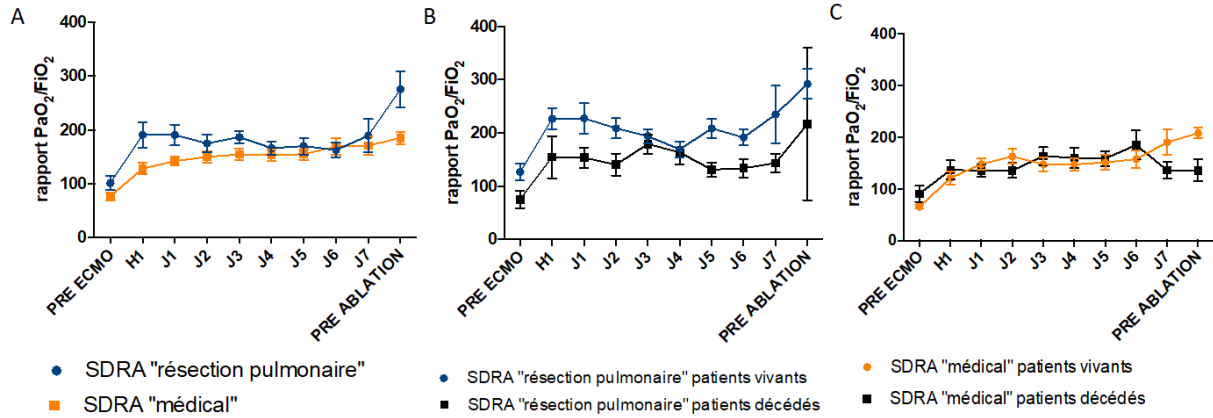 A
B
C
rapport PaO2/FiO2
400
300
200
100
0
PRE ECMO
H1
J1
J2
J3
J4
J5
J6
J7
PRE ABLATION
rapport PaO2/FiO2
400
300
200
100
0
PRE ECMO
H1
J1
J2
J3
J4
J5
J6
J7
PRE ABLATION
rapport PaO2/FiO2
400
300
200
100
0
PRE ECMO
H1
J1
J2
J3
J4
J5
J6
J7
PRE ABLATION
SDRA "résection pulmonaire"
SDRA "médical"
SDRA "résection pulmonaire" patients vivants
SDRA "résection pulmonaire" patients décédés
SDRA "médical" patients vivants
SDRA "médical" patients décédés